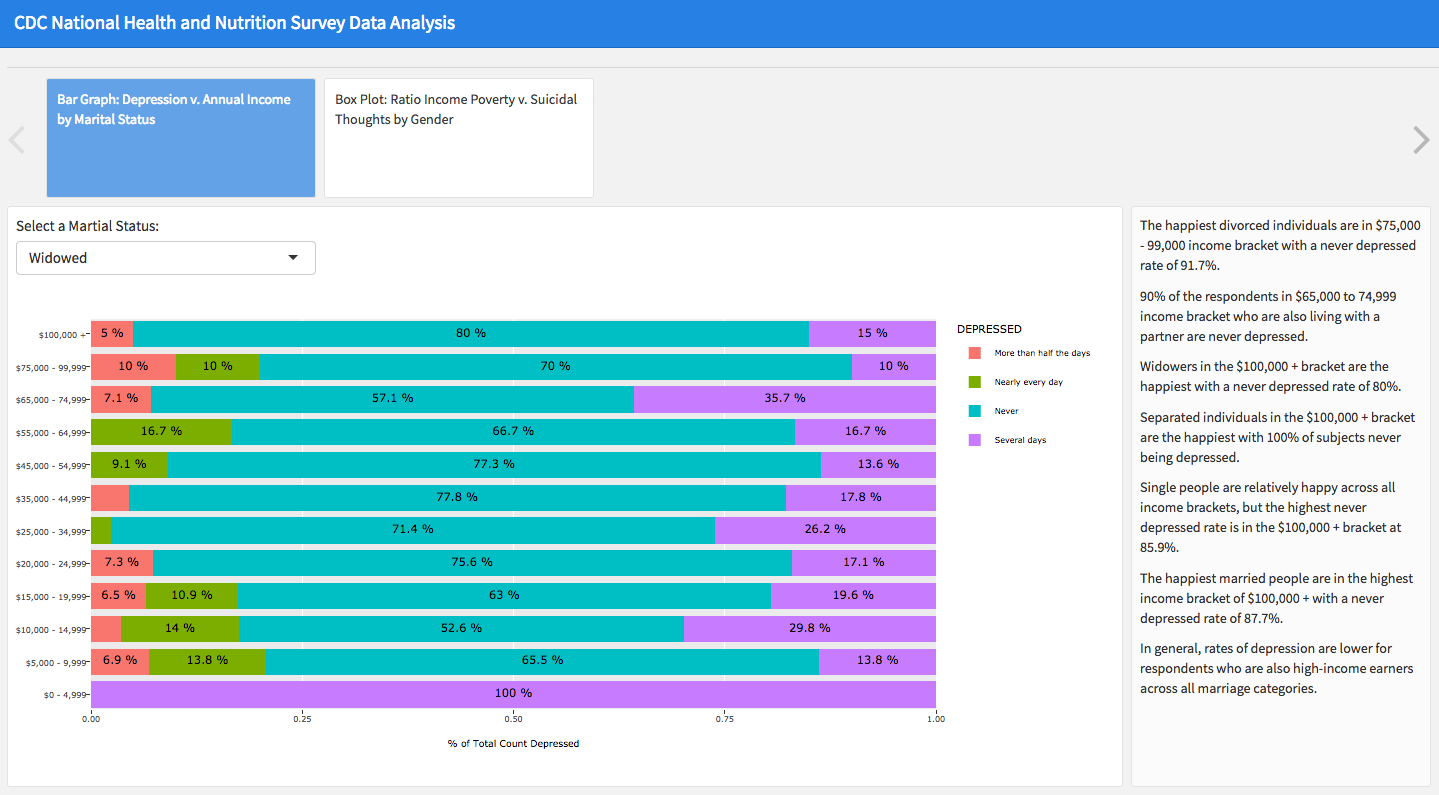 CDC National Health and Nutrition Survey Data Analysis
Bar Graph: Depression v. Annual Income
by Marital Status
Box Plot: Ratio Income Poverty v. Suicidal
Thoughts by Gender
Select a Martial Status:
Widowed
$100,000 +
5 % 80 % 15 %
$75,000 - 99,999
10 % 10 % 70 % 10 %
$65,000 - 74,999
7.1 % 57.1 % 35.7 %
$55,000 - 64,999
16.7 % 66.7 % 16.7 %
$45,000 - 54,999
9.1 % 77.3 % 13.6 %
$35,000 - 44,999
77.8 % 17.8 %
$25,000 - 34,999
71.4 % 26.2 %
$20,000 - 24,999
7.3 % 75.6 % 17.1 %
$15,000 - 19,999
6.5 % 10.9 % 63 % 19.6 %
$10,000 - 14,999
14 % 52.6 % 29.8 %
$5,000 - 9,999
6.9 % 13.8 % 65.5 % 13.8 %
$0 - 4,999
100 %
0.00 0.25 0.50 0.75 1.00
% of Total Count Depressed
DEPRESSED
More than half the days
Nearly every day
Never
Several days
The happiest divorced individuals are in $75,000
- 99,000 income bracket with a never depressed
rate of 91.7%.
90% of the respondents in $65,000 to 74,999
income bracket who are also living with a
partner are never depressed.
Widowers in the $100,000 + bracket are the
happiest with a never depressed rate of 80%.
Separated individuals in the $100,000 + bracket
are the happiest with 100% of subjects never
being depressed.
Single people are relatively happy across all
income brackets, but the highest never
depressed rate is in the $100,000 + bracket at
85.9%.
The happiest married people are in the highest
income bracket of $100,000 + with a never
depressed rate of 87.7%.
In general, rates of depression are lower for
respondents who are also high-income earners
across all marriage categories.